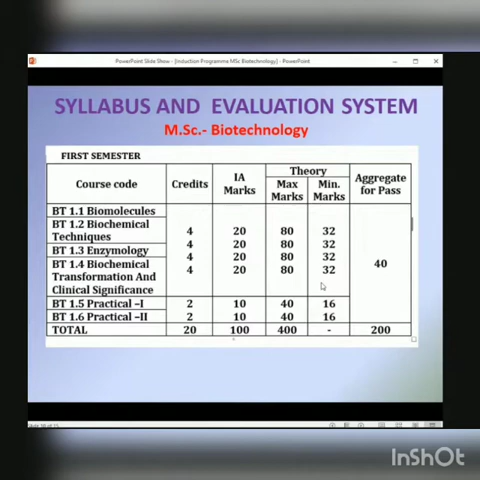 PowerPoint Slide Show - [Induction Programme MSc Biotechnology] - PowerPoint
SYLLABUS AND EVALUATION SYSTEM
M.Sc.- Biotechnology
FIRST SEMESTER
Course code Credits IA Marks Theory Max Marks Min. Marks Aggregate for Pass
BT 1.1 Biomolecules 4 20 80 32
BT 1.2 Biochemical
Techniques 4 20 80 32
BT 1.3 Enzymology 4 20 80 32
BT 1.4 Biochemical 4 20 80 32 40
Transformation And
Clinical Significance
BT 1.5 Practical –I 2 10 40 16
BT 1.6 Practical –II 2 10 40 16
TOTAL 20 100 400 - 200
InShOt